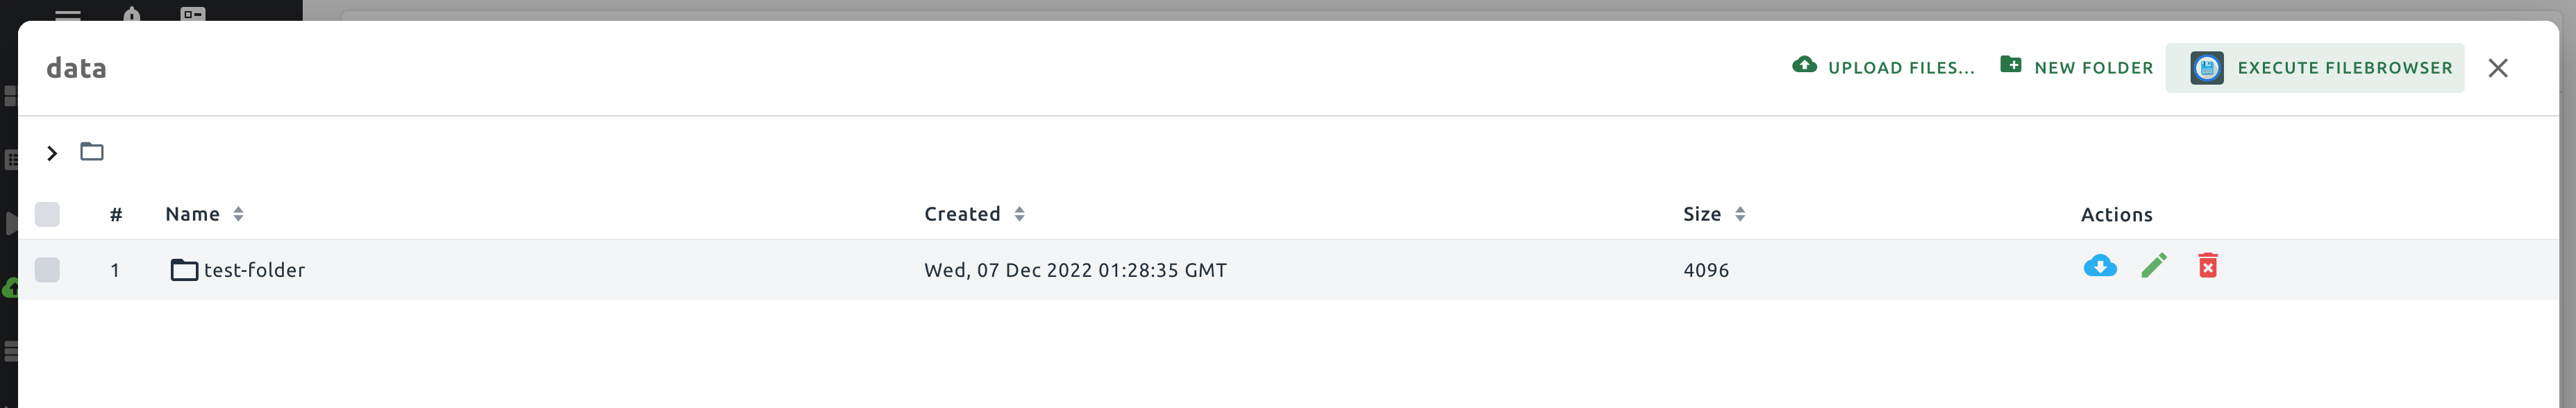 data
UPLOAD FILES...
NEW FOLDER
EXECUTE FILEBROWSER
# Name Created Size Actions
1 test-folder Wed, 07 Dec 2022 01:28:35 GMT 4096